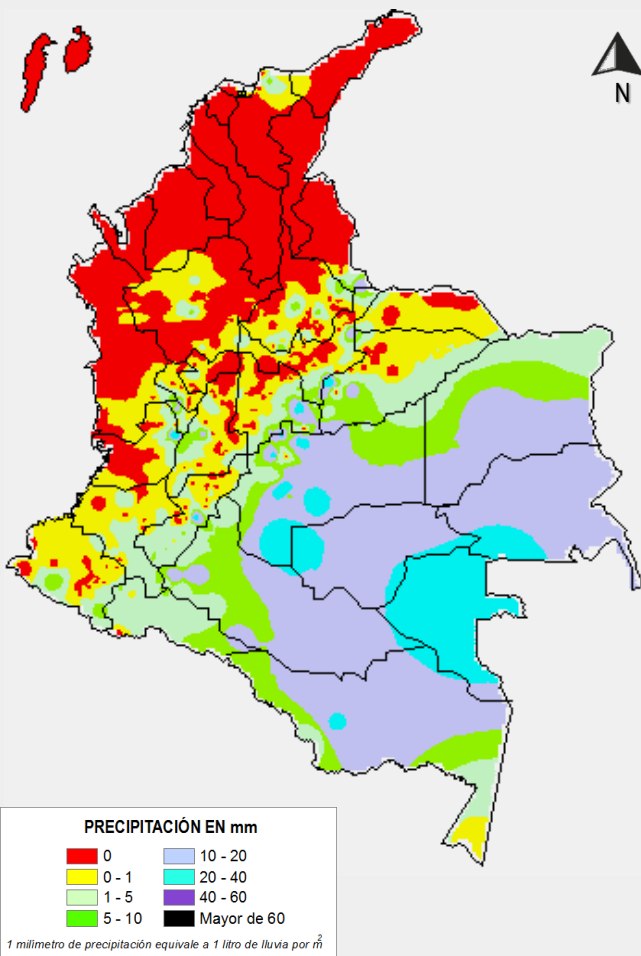 N
PRECIPITACIÓN EN mm
0
0 - 1
1 - 5
5 - 10
10 - 20
20 - 40
40 - 60
Mayor de 60
1 milímetro de precipitación equivale a 1 litro de lluvia por m²